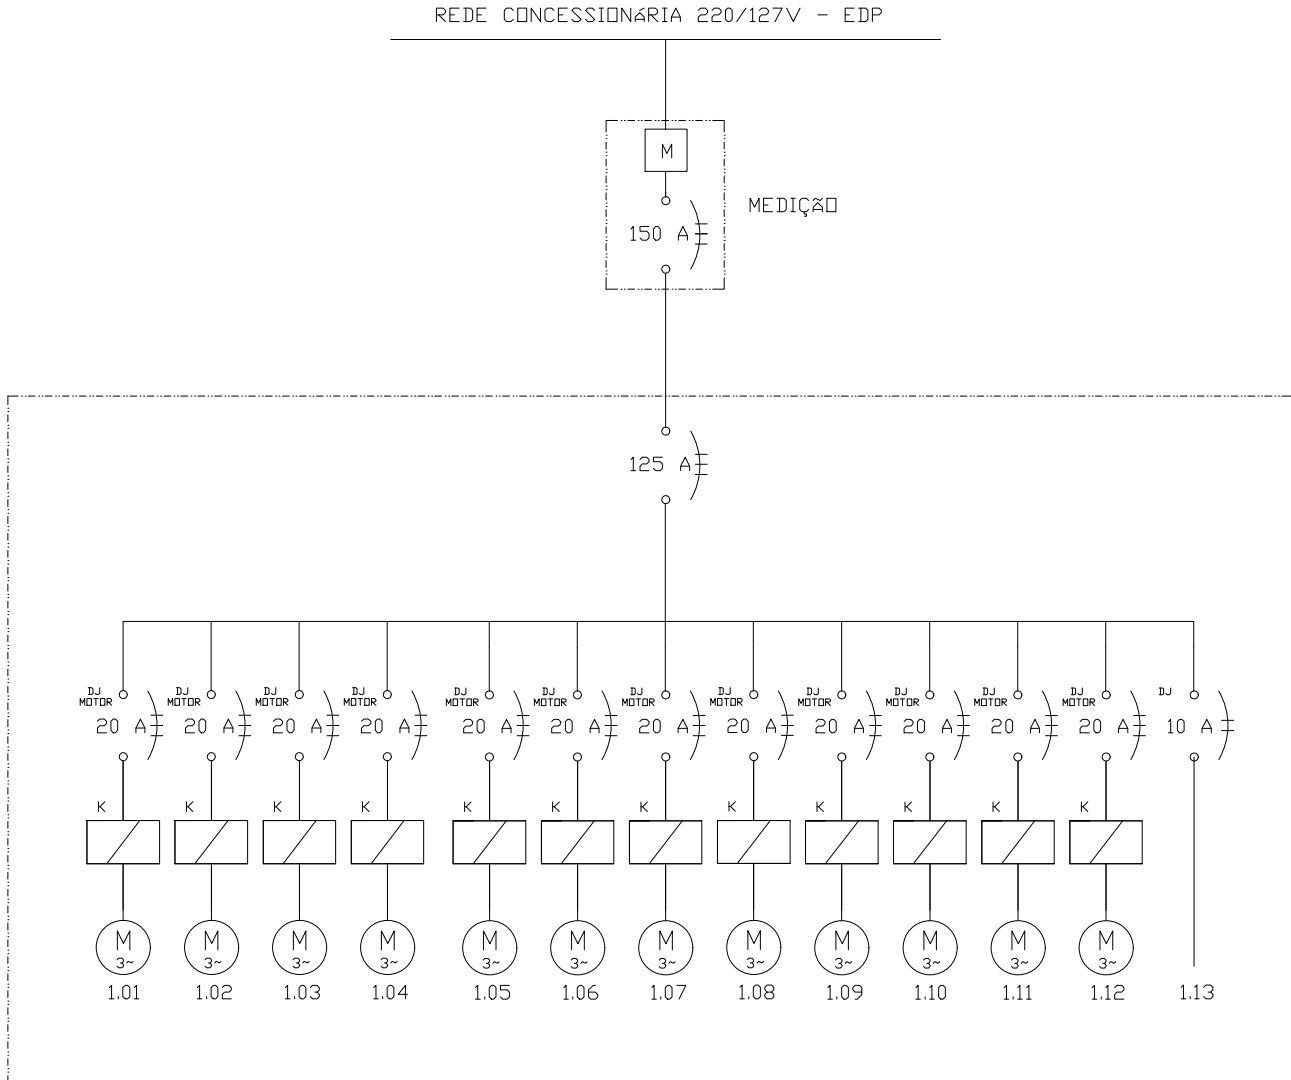 REDE CONCESSIONÁRIA 220/127V - EDP
M
MEDIÇÃO
150 A
125 A
DJ DJ DJ DJ DJ DJ DJ DJ DJ DJ DJ DJ DJ
MOTOR MOTOR MOTOR MOTOR MOTOR MOTOR MOTOR MOTOR MOTOR MOTOR MOTOR MOTOR
20 A 20 A 20 A 20 A 20 A 20 A 20 A 20 A 20 A 20 A 20 A 20 A 10 A
K K K K K K K K K K K K
M M M M M M M M M M M M
3~ 3~ 3~ 3~ 3~ 3~ 3~ 3~ 3~ 3~ 3~ 3~
1.01 1.02 1.03 1.04 1.05 1.06 1.07 1.08 1.09 1.10 1.11 1.12 1.13